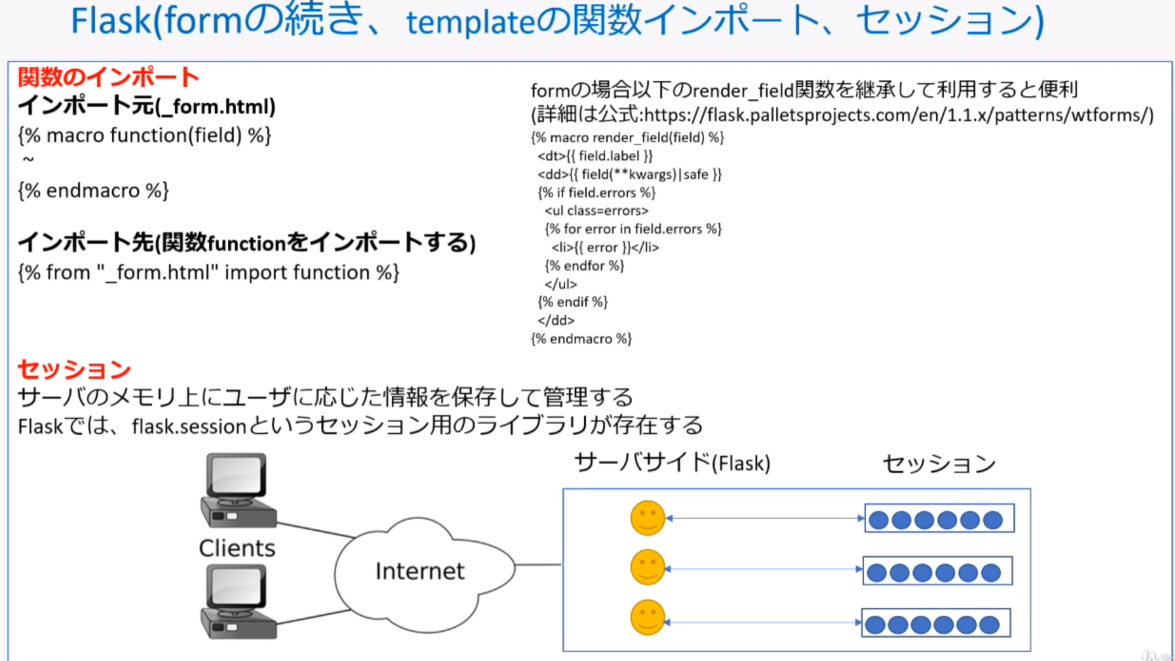 Flask(formの続き、templateの関数インポート、セッション)
関数のインポート
インポート元(_form.html)
{% macro function(field) %}
~
{% endmacro %}
インポート先(関数functionをインポートする)
{% from "_form.html" import function %}
formの場合以下のrender_field関数を継承して利用すると便利
(詳細は公式:https://flask.palletsprojects.com/en/1.1.x/patterns/wtforms/)
{% macro render_field(field) %}
<dt>{{ field.label }}
<dd>{{ field(**kwargs)|safe }}
{% if field.errors %}
<ul class=errors>
{% for error in field.errors %}
<li>{{ error }}</li>
{% endfor %}
</ul>
{% endif %}
</dd>
{% endmacro %}
セッション
サーバのメモリ上にユーザに応じた情報を保存して管理する
Flaskでは、flask.sessionというセッション用のライブラリが存在する
サーバサイド(Flask)
セッション
Clients
Internet